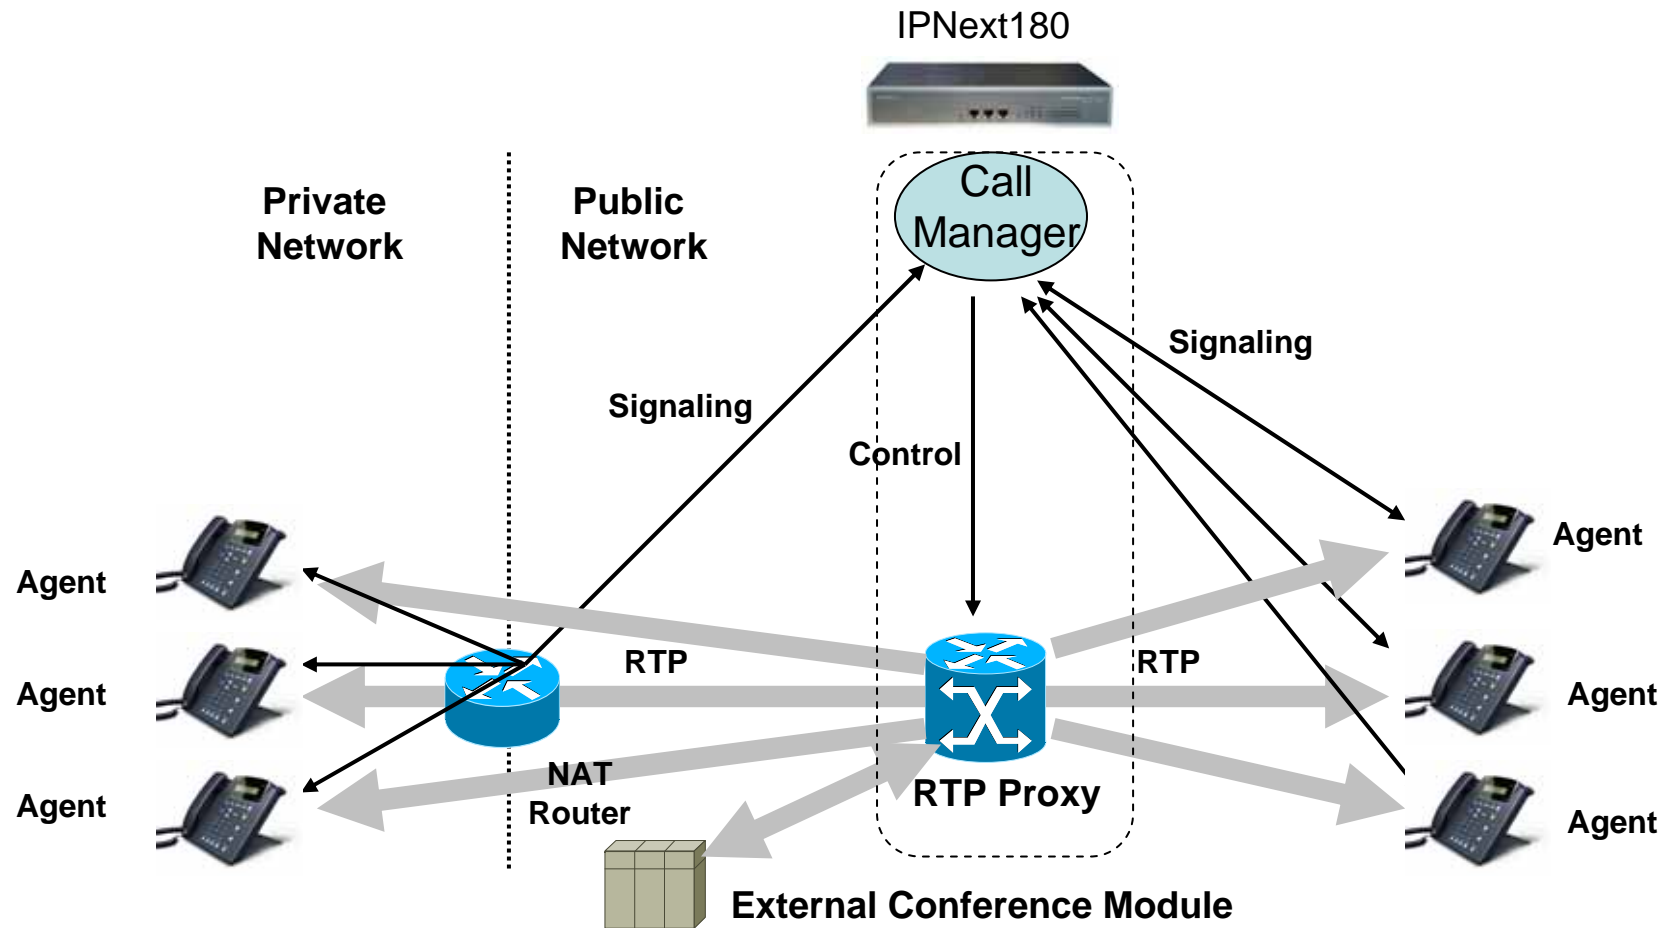 IPNext180
Call
Manager
Private
Network
Public
Network
Signaling
Signaling
Control
Agent
Agent
RTP
RTP
Agent
Agent
NAT
Router
RTP Proxy
Agent
Agent
External Conference Module